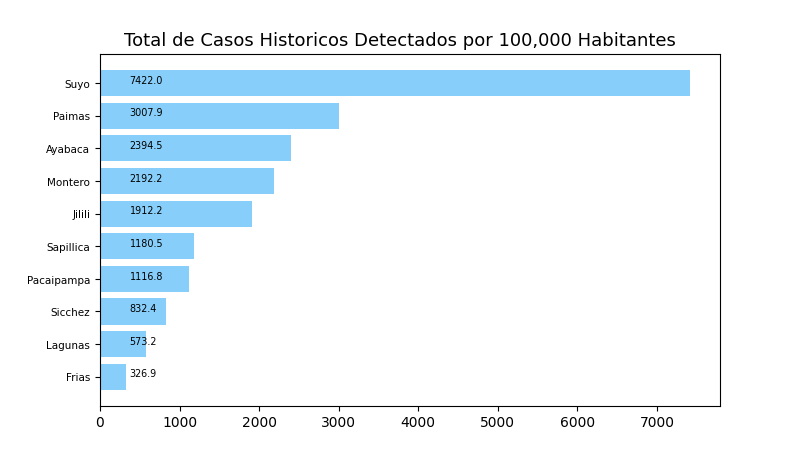 Total de Casos Historicos Detectados por 100,000 Habitantes
Suyo 7422.0
Paimas 3007.9
Ayabaca 2394.5
Montero 2192.2
Jilili 1912.2
Sapillica 1180.5
Pacaipampa 1116.8
Sicchez 832.4
Lagunas 573.2
Frias 326.9
0 1000 2000 3000 4000 5000 6000 7000